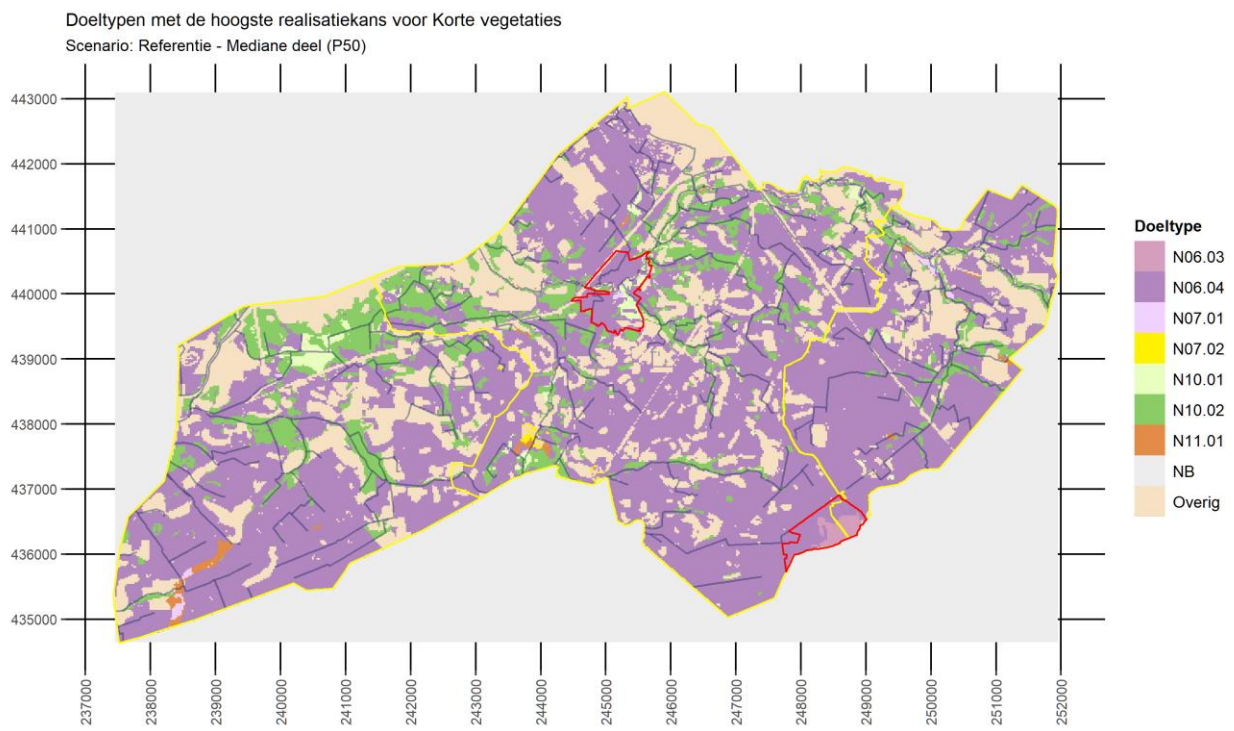 Doeltypen met de hoogste realisatiekans voor Korte vegetaties
Scenario: Referentie - Mediane deel (P50)
443000
442000
441000
440000
439000
438000
437000
436000
435000
237000
238000
239000
240000
241000
242000
243000
244000
245000
246000
247000
248000
249000
250000
251000
252000
Doeltype
N06.03
N06.04
N07.01
N07.02
N10.01
N10.02
N11.01
NB
Overig